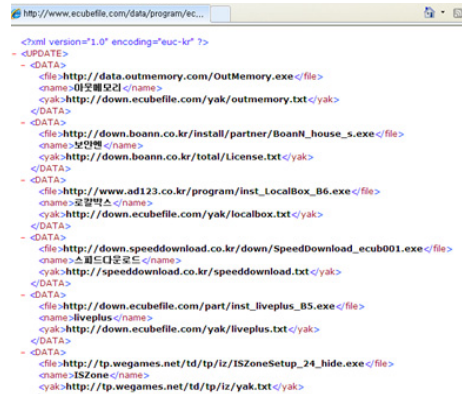 http://www.ecubefile.com/data/program/ec...
<?xml version="1.0" encoding="euc-kr" ?>
- <UPDATE>
- <DATA>
<file>http://data.outmemory.com/OutMemory.exe</file>
<name>아웃메모리</name>
<yak>http://down.ecubefile.com/yak/outmemory.txt</yak>
</DATA>
- <DATA>
<file>http://down.boann.co.kr/install/partner/BoanN_house_s.exe</file>
<name>보안엔</name>
<yak>http://down.boann.co.kr/total/License.txt</yak>
</DATA>
- <DATA>
<file>http://www.ad123.co.kr/program/inst_LocalBox_B6.exe</file>
<name>로컬박스</name>
<yak>http://down.ecubefile.com/yak/localbox.txt</yak>
</DATA>
- <DATA>
<file>http://down.speeddownload.co.kr/down/SpeedDownload_ecub001.exe</file>
<name>스피드다운로드</name>
<yak>http://speeddownload.co.kr/speeddownload.txt</yak>
</DATA>
- <DATA>
<file>http://down.ecubefile.com/part/inst_liveplus_B5.exe</file>
<name>liveplus</name>
<yak>http://down.ecubefile.com/yak/liveplus.txt</yak>
</DATA>
- <DATA>
<file>http://tp.wegames.net/td/tp/iz/ISZoneSetup_24_hide.exe</file>
<name>ISZone</name>
<yak>http://tp.wegames.net/td/tp/iz/yak.txt</yak>